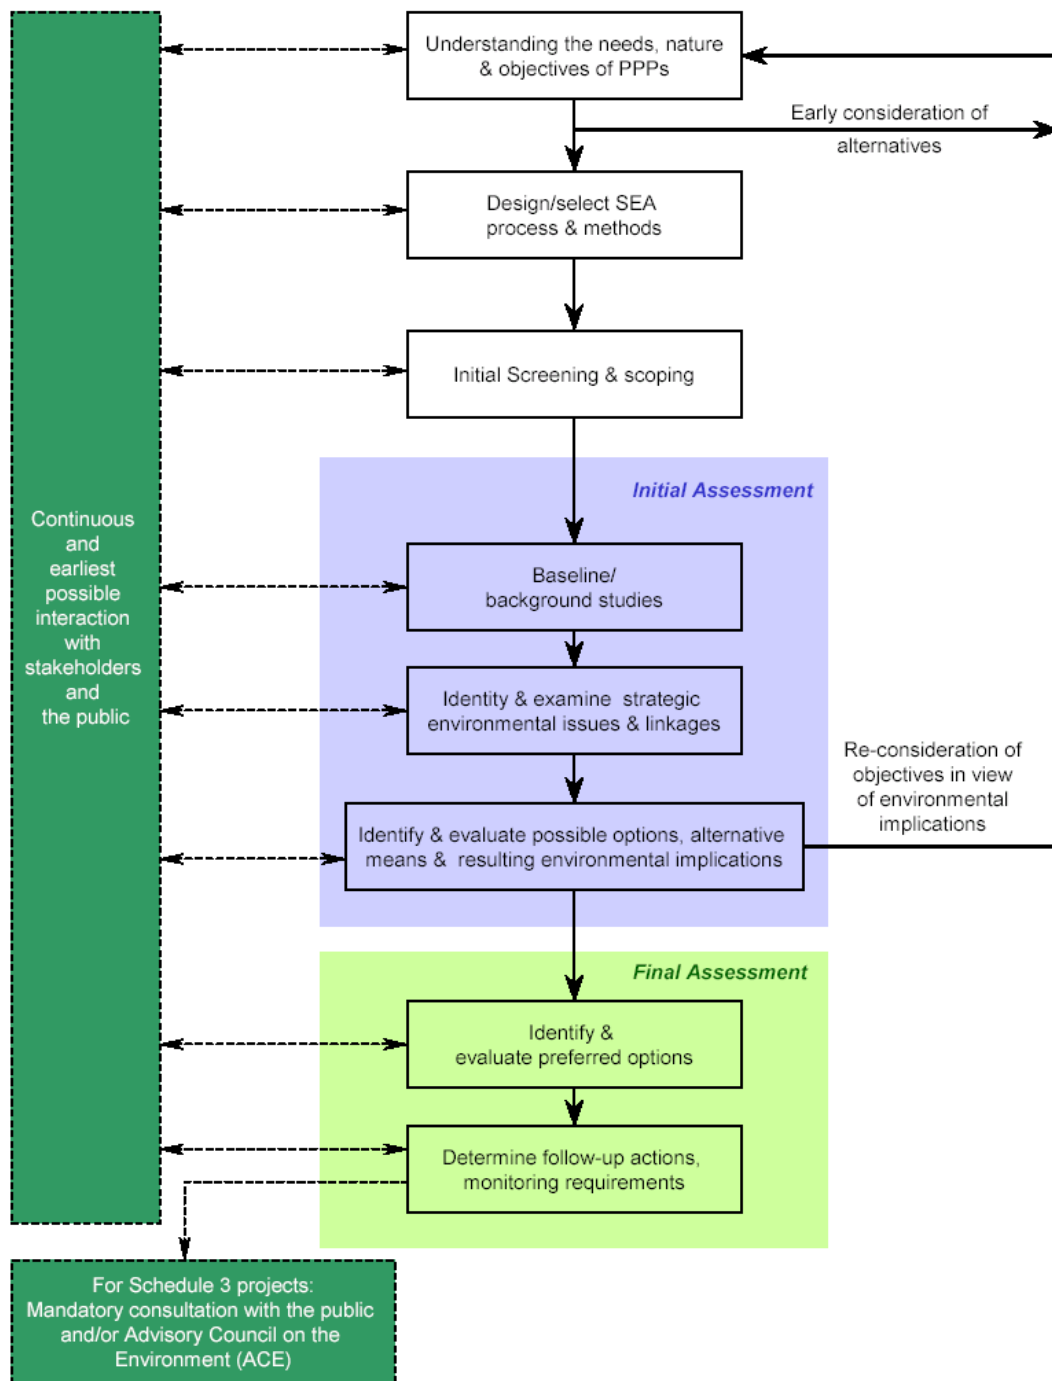 Understanding the needs, nature
& objectives of PPPs
Early consideration of
alternatives
Design/select SEA
process & methods
Initial Screening & scoping
Initial Assessment
Continuous
and
earliest
possible
interaction
with
stakeholders
and
the public
Baseline/
background studies
Identity & examine strategic
environmental issues & linkages
Re-consideration of
objectives in view
of environmental
implications
Identify & evaluate possible options, alternative
means & resulting environmental implications
Final Assessment
Identify &
evaluate preferred options
Determine follow-up actions,
monitoring requirements
For Schedule 3 projects:
Mandatory consultation with the public
and/or Advisory Council on the
Environment (ACE)